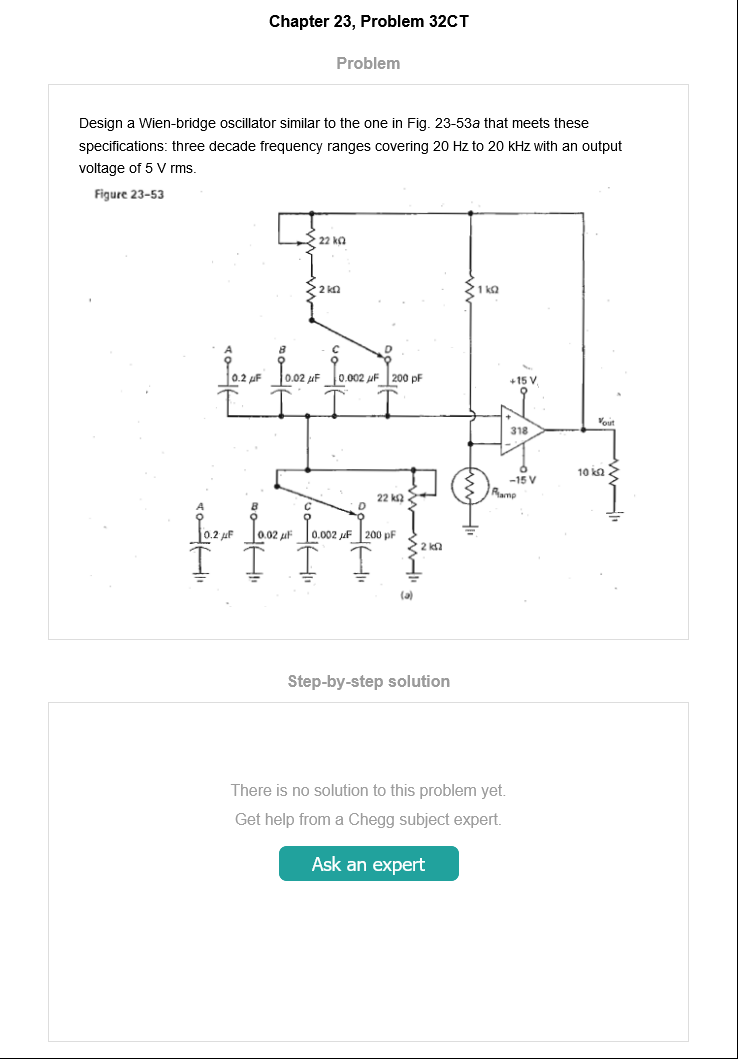 Chapter 23, Problem 32CT
Problem
Design a Wien-bridge oscillator similar to the one in Fig. 23-53a that meets these
specifications: three decade frequency ranges covering 20 Hz to 20 kHz with an output
voltage of 5 V rms.
Figure 23-53
22 kΩ
2 kΩ
1 kΩ
A
B
C
D
0.2 μF
0.02 μF
0.002 μF
200 pF
+15 V
+
318
−
Vout
−15 V
10 kΩ
Rlamp
22 kΩ
A
B
C
D
0.2 μF
0.02 μF
0.002 μF
200 pF
2 kΩ
(a)
Step-by-step solution
There is no solution to this problem yet.
Get help from a Chegg subject expert.
Ask an expert